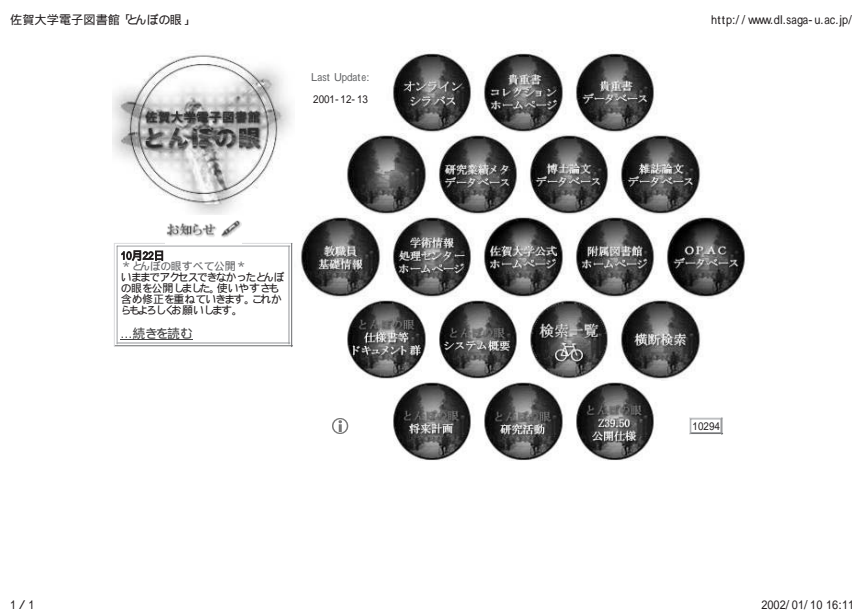 佐賀大学電子図書館「とんぼの眼」
http://www.dl.saga-u.ac.jp/
佐賀大学電子図書館
とんぼの眼
Last Update:
2001-12-13
お知らせ
10月22日
*とんぼの眼すべて公開*
いままでアクセスできなかったとんぼ
の眼を公開しました。使いやすさも
含め修正を重ねていきます。これか
らもよろしくお願いします。
...続きを読む
オンライン
シラバス
貴重書
コレクション
ホームページ
貴重書
データベース
研究業績メタ
データベース
博士論文
データベース
雑誌論文
データベース
教職員
基礎情報
学術情報
処理センター
ホームページ
佐賀大学公式
ホームページ
附属図書館
ホームページ
OPAC
データベース
とんぼの眼
仕様書等
ドキュメント群
とんぼの眼
システム概要
検索一覧
横断検索
とんぼの眼
将来計画
とんぼの眼
研究活動
とんぼの眼
Z39.50
公開仕様
10294
1 / 1
2002/01/10 16:11